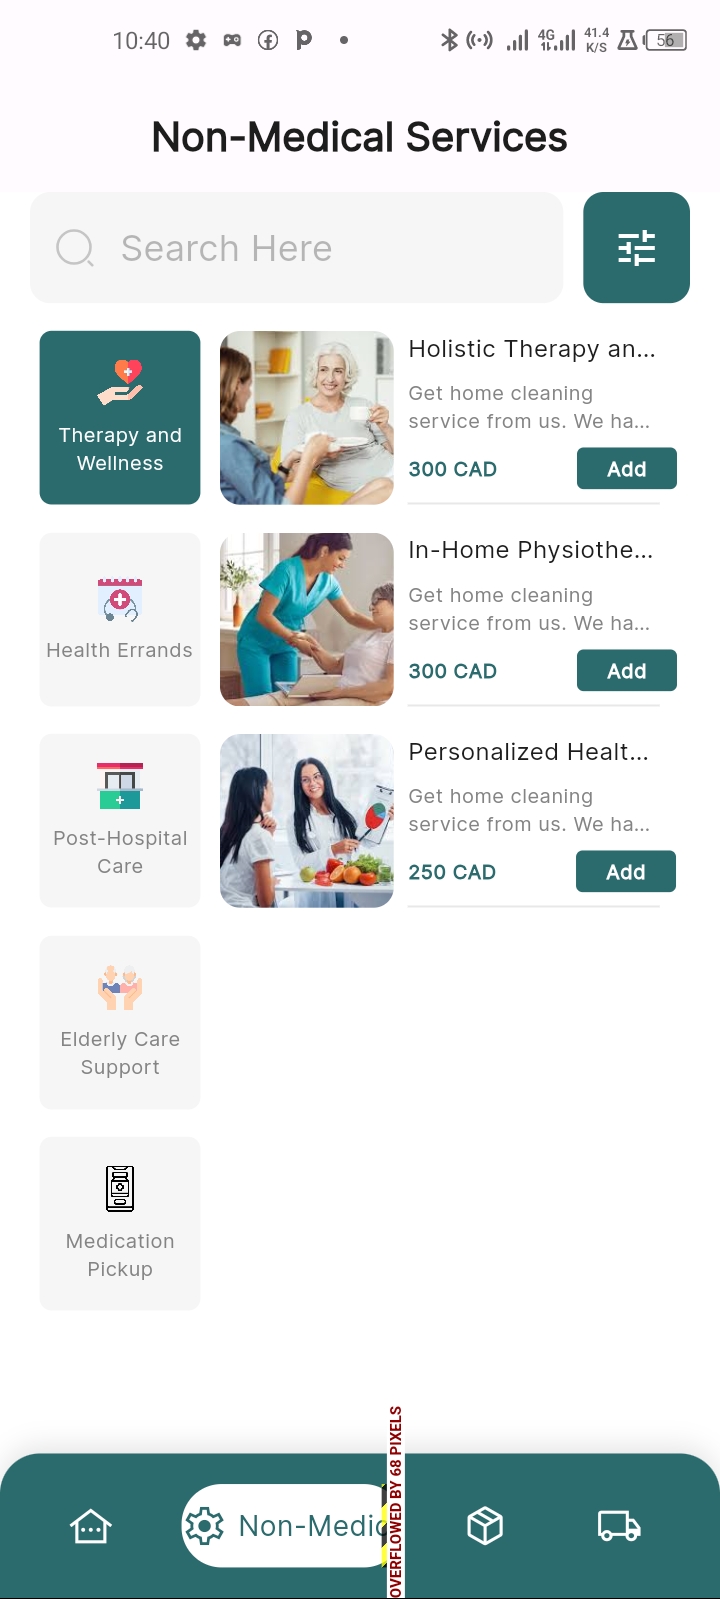 10:40
4G
41.4
K/S
56
Non-Medical Services
Search Here
Therapy and
Wellness
Holistic Therapy an...
Get home cleaning
service from us. We ha...
300 CAD
Add
Health Errands
In-Home Physiothe...
Get home cleaning
service from us. We ha...
300 CAD
Add
Post-Hospital
Care
Personalized Healt...
Get home cleaning
service from us. We ha...
250 CAD
Add
Elderly Care
Support
Medication
Pickup
Non-Medic
OVERFLOWED BY 68 PIXELS